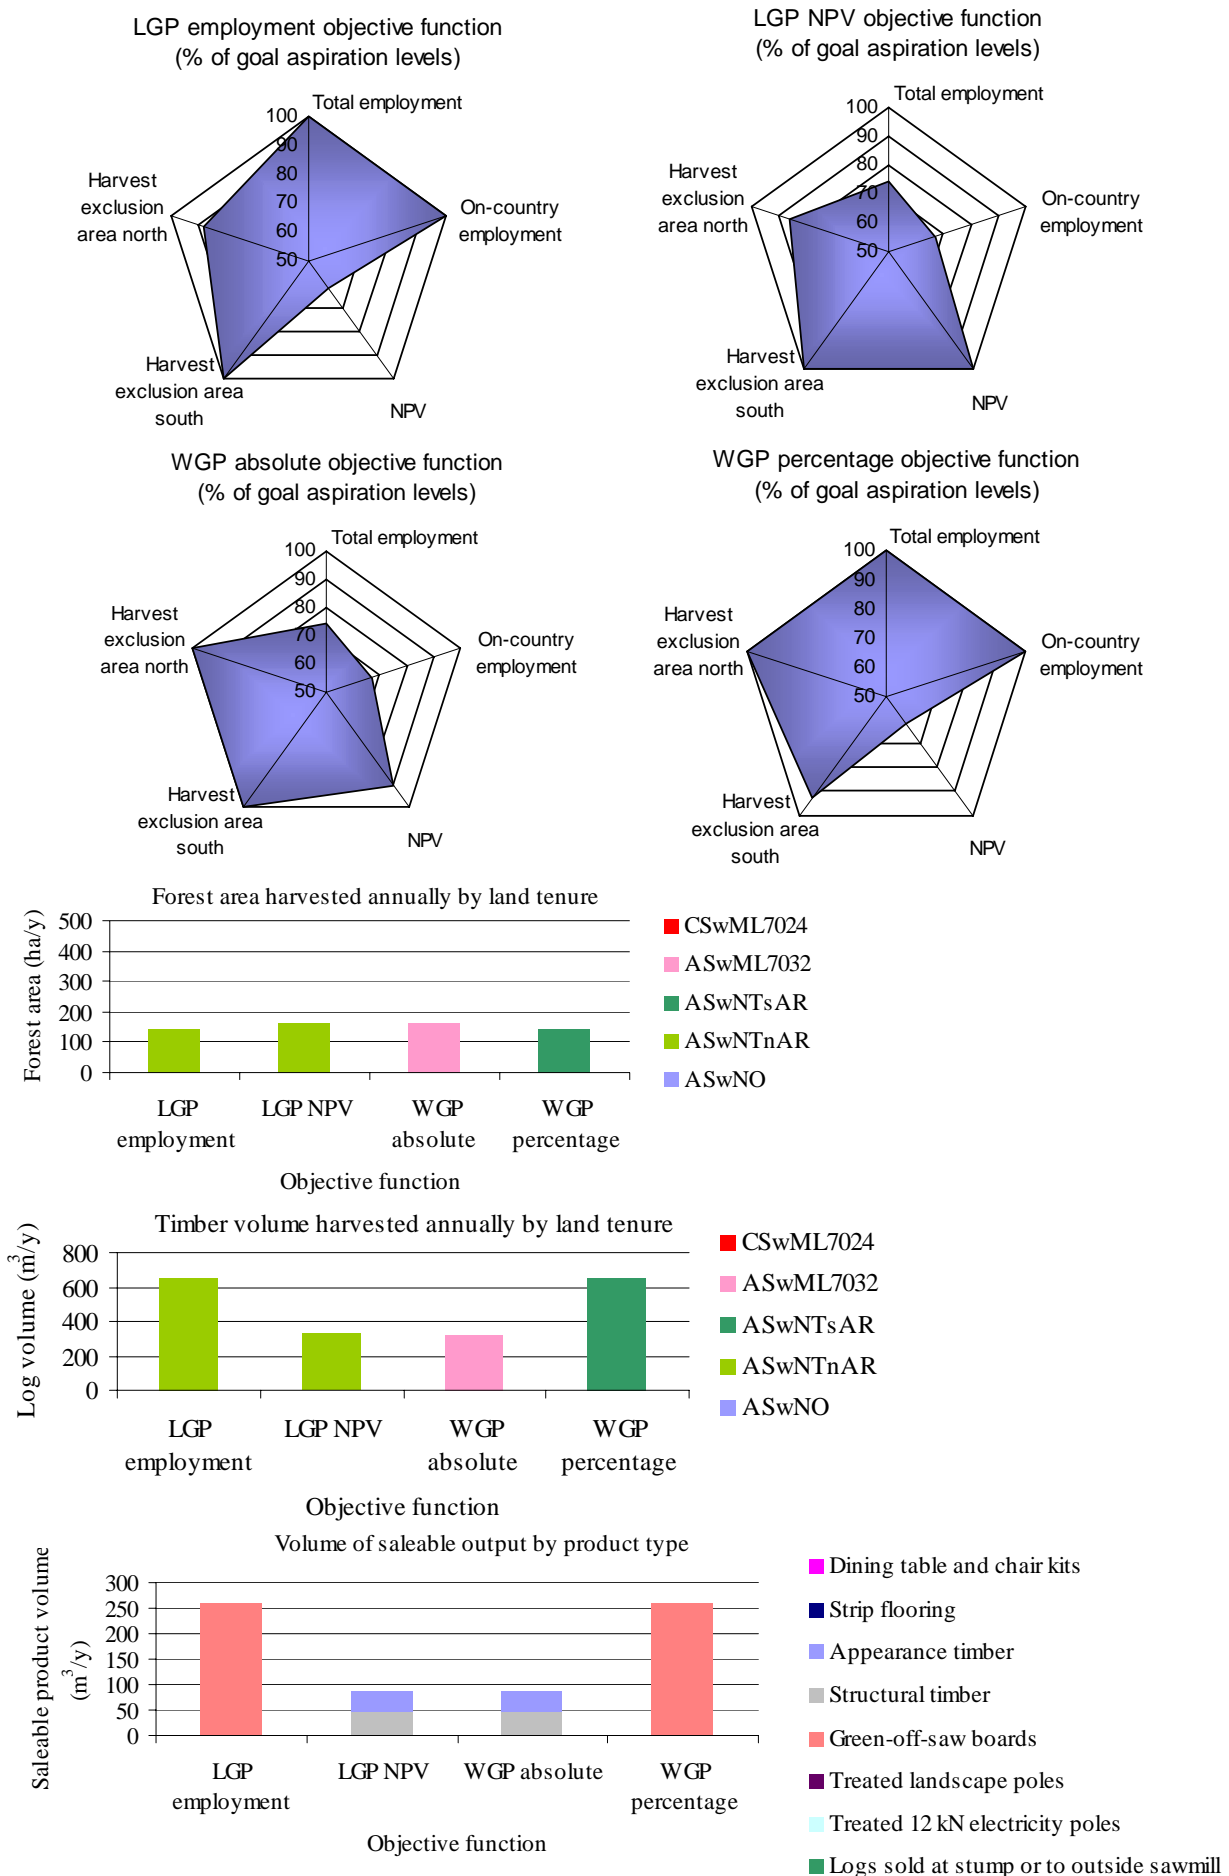 LGP employment objective function
(% of goal aspiration levels)
Total employment
100
90
80
70
60
50
Harvest
exclusion
area north
On-country
employment
Harvest
exclusion area
south
NPV
LGP NPV objective function
(% of goal aspiration levels)
Total employment
100
90
80
70
60
50
Harvest
exclusion
area north
On-country
employment
Harvest
exclusion area
south
NPV
WGP absolute objective function
(% of goal aspiration levels)
Total employment
100
90
80
70
60
50
Harvest
exclusion
area north
On-country
employment
Harvest
exclusion area
south
NPV
WGP percentage objective function
(% of goal aspiration levels)
Total employment
100
90
80
70
60
50
Harvest
exclusion
area north
On-country
employment
Harvest
exclusion area
south
NPV
Forest area harvested annually by land tenure
Forest area (ha/y)
500
400
300
200
100
0
LGP
employment
LGP NPV
WGP
absolute
WGP
percentage
Objective function
CSwML7024
ASwML7032
ASwNTsAR
ASwNTnAR
ASwNO
Timber volume harvested annually by land tenure
Log volume (m³/y)
800
600
400
200
0
LGP
employment
LGP NPV
WGP
absolute
WGP
percentage
Objective function
CSwML7024
ASwML7032
ASwNTsAR
ASwNTnAR
ASwNO
Volume of saleable output by product type
Saleable product volume
(m³/y)
300
250
200
150
100
50
0
LGP
employment
LGP NPV
WGP absolute
WGP
percentage
Objective function
Dining table and chair kits
Strip flooring
Appearance timber
Structural timber
Green-off-saw boards
Treated landscape poles
Treated 12 kN electricity poles
Logs sold at stump or to outside sawmill